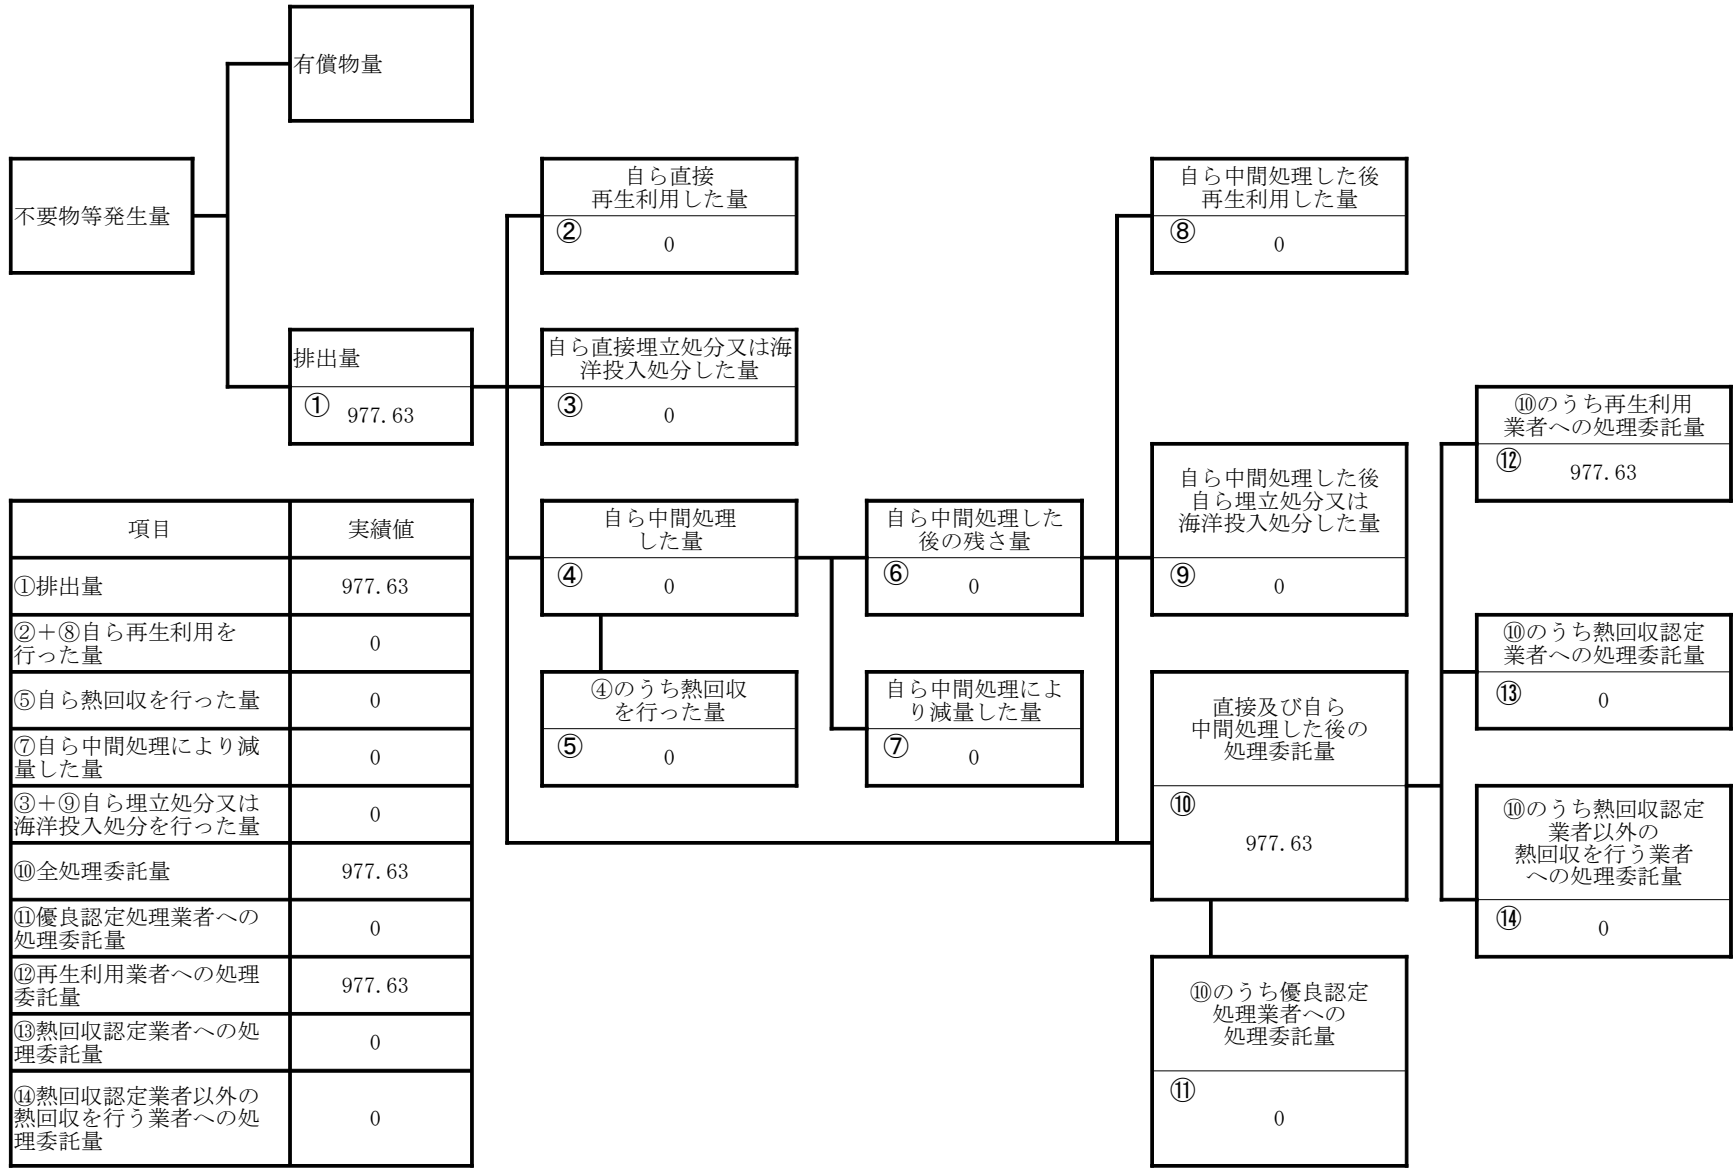 有償物量
不要物等発生量
自ら直接
再生利用した量
②
0
自ら中間処理した後
再生利用した量
⑧
0
排出量
①
977.63
自ら直接埋立処分又は海
洋投入処分した量
③
0
⑩のうち再生利用
業者への処理委託量
⑫
977.63
自ら中間処理
した量
④
0
自ら中間処理した
後の残さ量
⑥
0
自ら中間処理した後
自ら埋立処分又は
海洋投入処分した量
⑨
0
⑩のうち熱回収認定
業者への処理委託量
⑬
0
④のうち熱回収
を行った量
⑤
0
自ら中間処理によ
り減量した量
⑦
0
直接及び自ら
中間処理した後の
処理委託量
⑩
977.63
⑩のうち熱回収認定
業者以外の
熱回収を行う業者
への処理委託量
⑭
0
⑩のうち優良認定
処理業者への
処理委託量
⑪
0
項目 実績値
①排出量 977.63
②＋⑧自ら再生利用を
行った量 0
⑤自ら熱回収を行った量 0
⑦自ら中間処理により減
量した量 0
③＋⑨自ら埋立処分又は
海洋投入処分を行った量 0
⑩全処理委託量 977.63
⑪優良認定処理業者への
処理委託量 0
⑫再生利用業者への処理
委託量 977.63
⑬熱回収認定業者への処
理委託量 0
⑭熱回収認定業者以外の
熱回収を行う業者への処
理委託量 0